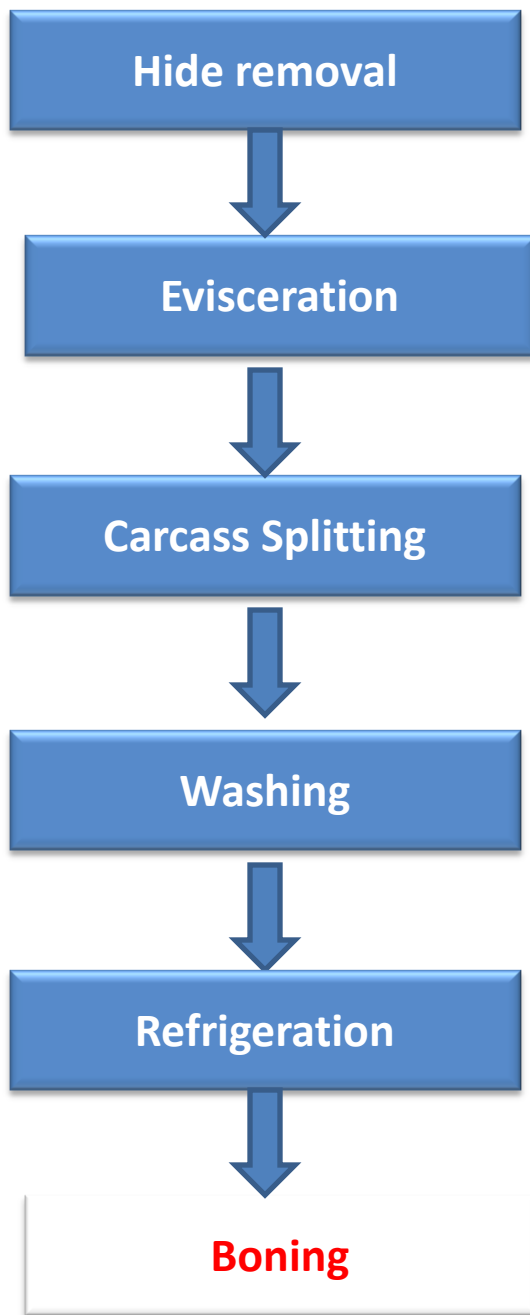 Hide removal
Evisceration
Carcass Splitting
Washing
Refrigeration
Boning